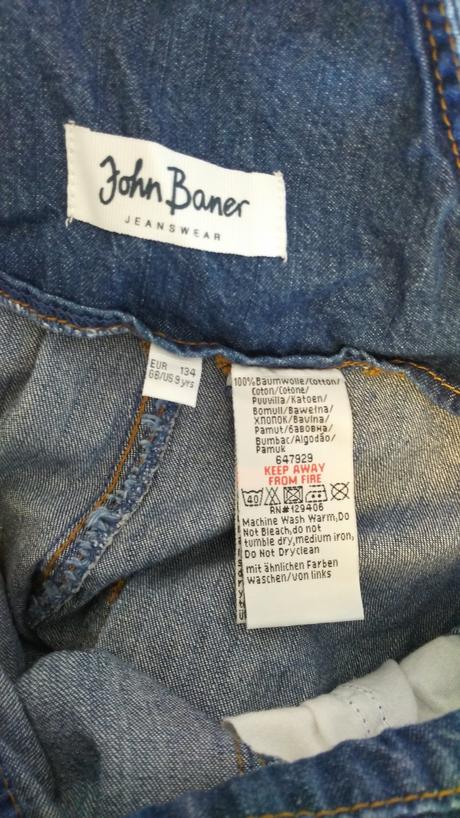 John Baner
JEANSWEAR
EUR 134
GB/US 9 yrs
100%Baumwolle/Cotton/
Coton/Cotone/
Puuvilla/Katoen/
Bomull/Bawełna/
Хлопок/Bavlna/
Pamut/бавовна/
Bumbac/Algodão/
Pamuk
647929
KEEP AWAY
FROM FIRE
40
RN#129406
Machine Wash Warm,Do
Not Bleach,do not
tumble dry,medium iron,
Do Not Dryclean
mit ähnlichen Farben
waschen/von links